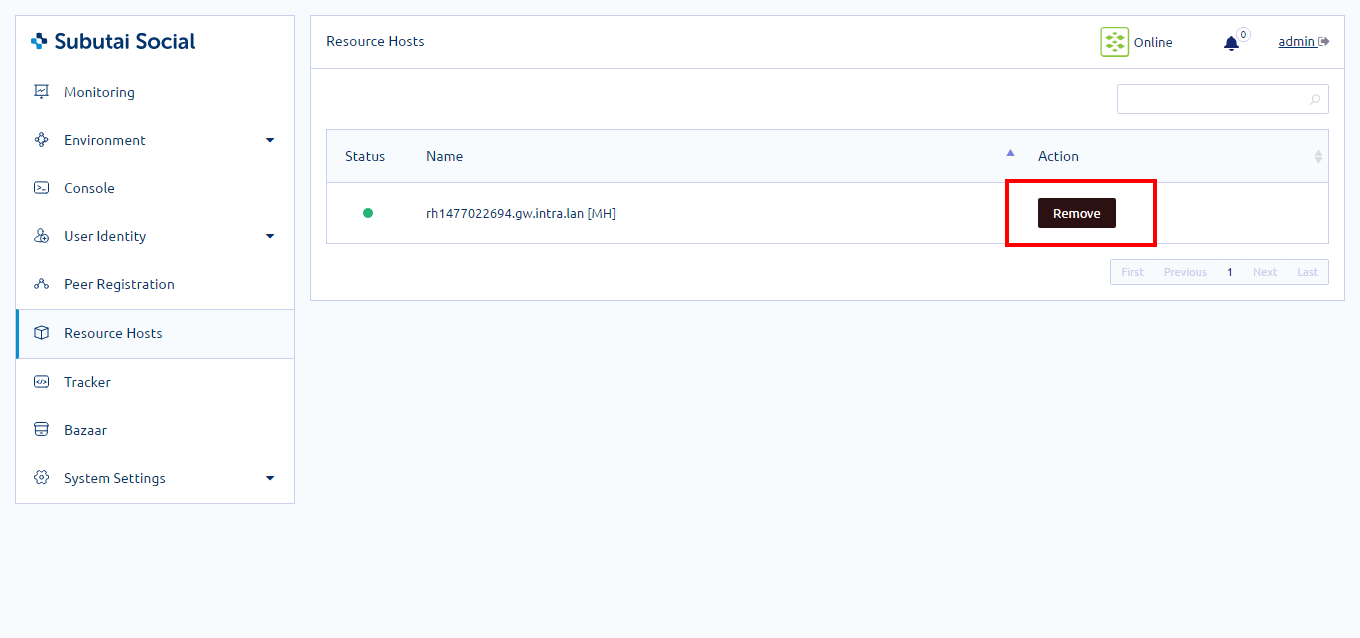 Subutai Social
Monitoring
Environment
Console
User Identity
Peer Registration
Resource Hosts
Tracker
Bazaar
System Settings
Resource Hosts
Online
0
admin
Status Name Action
rh1477022694.gw.intra.lan [MH] Remove
First Previous 1 Next Last